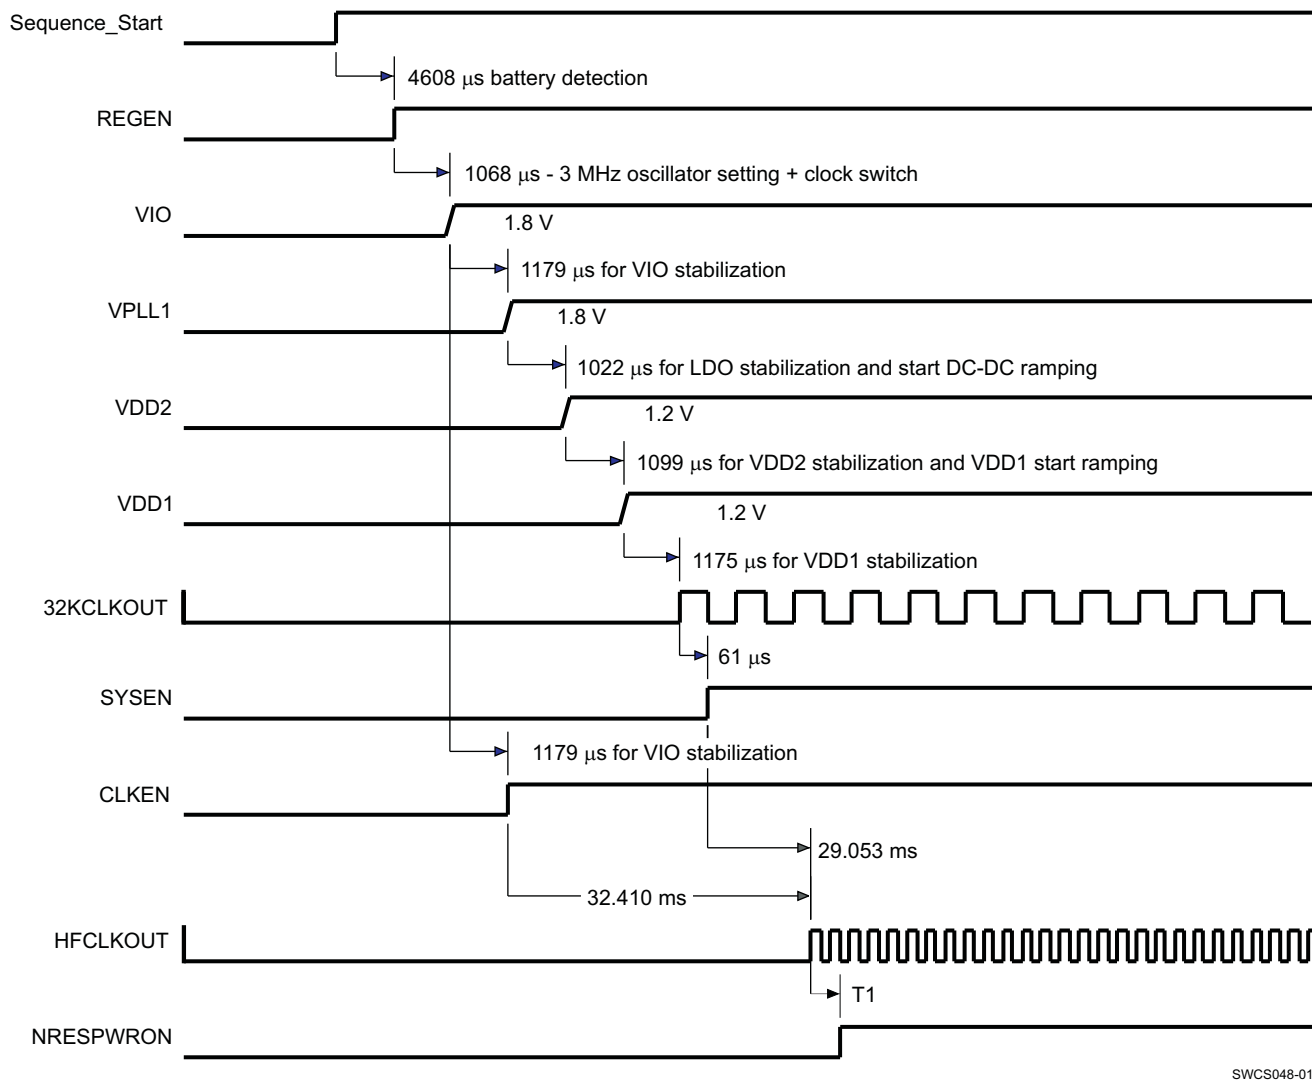 Sequence_Start
4608 μs battery detection
REGEN
1068 μs - 3 MHz oscillator setting + clock switch
VIO
1.8 V
1179 μs for VIO stabilization
VPLL1
1.8 V
1022 μs for LDO stabilization and start DC-DC ramping
VDD2
1.2 V
1099 μs for VDD2 stabilization and VDD1 start ramping
VDD1
1.2 V
1175 μs for VDD1 stabilization
32KCLKOUT
61 μs
SYSEN
1179 μs for VIO stabilization
CLKEN
29.053 ms
32.410 ms
HFCLKOUT
T1
NRESPWRON
SWCS048-01